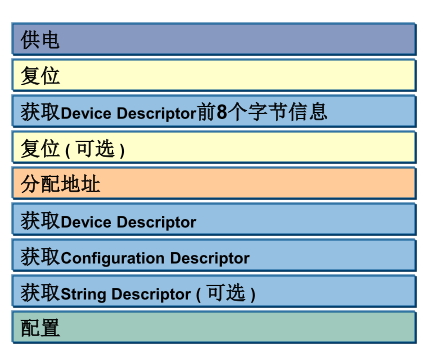 供电
复位
获取Device Descriptor前8个字节信息
复位 ( 可选 )
分配地址
获取Device Descriptor
获取Configuration Descriptor
获取String Descriptor ( 可选 )
配置